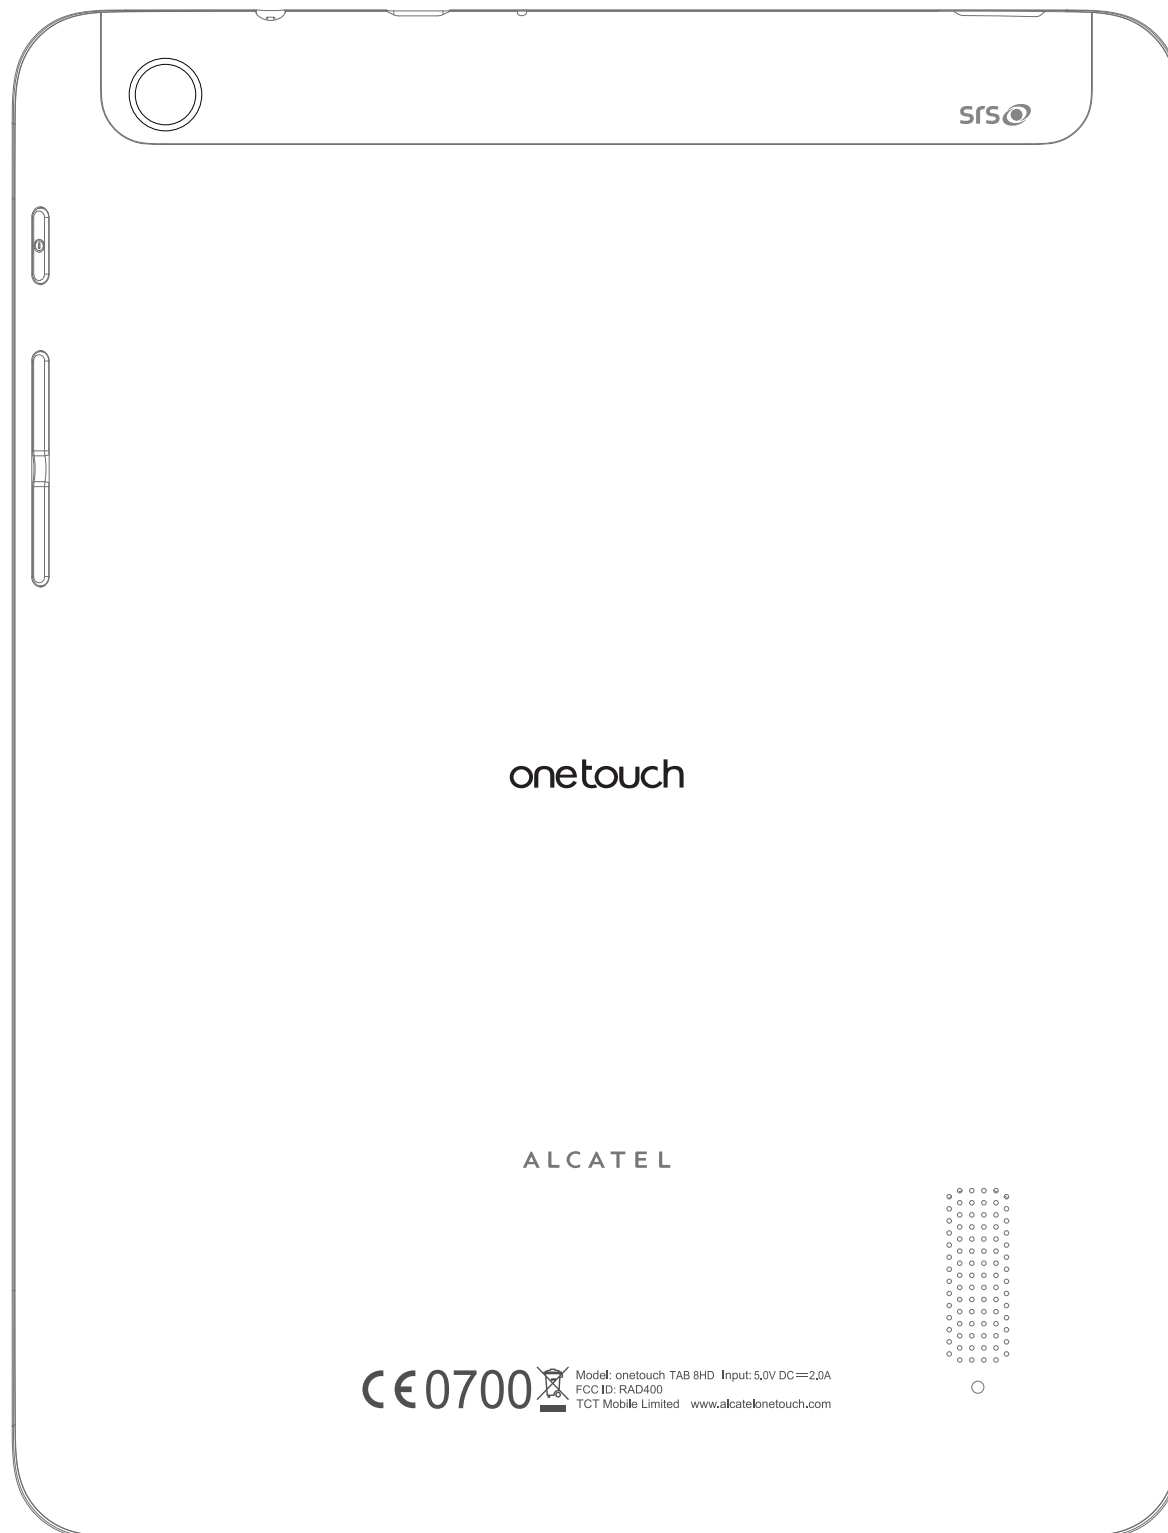 SRS
onetouch
ALCATEL
CE0700
Model: onetouch TAB 8HD Input: 5.0V DC⎓2.0A
FCC ID: RAD400
TCT Mobile Limited www.alcatelonetouch.com